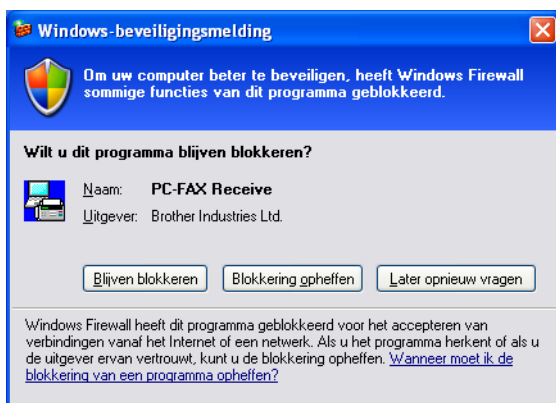 Windows-beveiligingsmelding
Om uw computer beter te beveiligen, heeft Windows Firewall
sommige functies van dit programma geblokkeerd.
Wilt u dit programma blijven blokkeren?
Naam: PC-FAX Receive
Uitgever: Brother Industries Ltd.
Blijven blokkeren Blokkering opheffen Later opnieuw vragen
Windows Firewall heeft dit programma geblokkeerd voor het accepteren van
verbindingen vanaf het Internet of een netwerk. Als u het programma herkent of als u
de uitgever ervan vertrouwt, kunt u de blokkering opheffen. Wanneer moet ik de
blokkering van een programma opheffen?